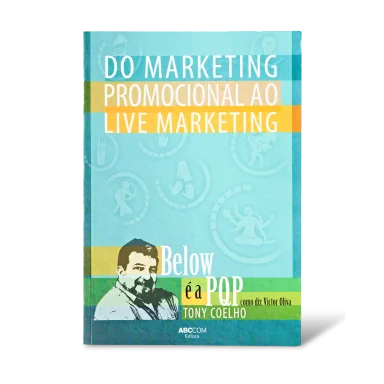 DO MARKETING
PROMOCIONAL AO
LIVE MARKETING
Below
é a PQP
como diz Victor Oliva
TONY COELHO
ABCCOM
Editora